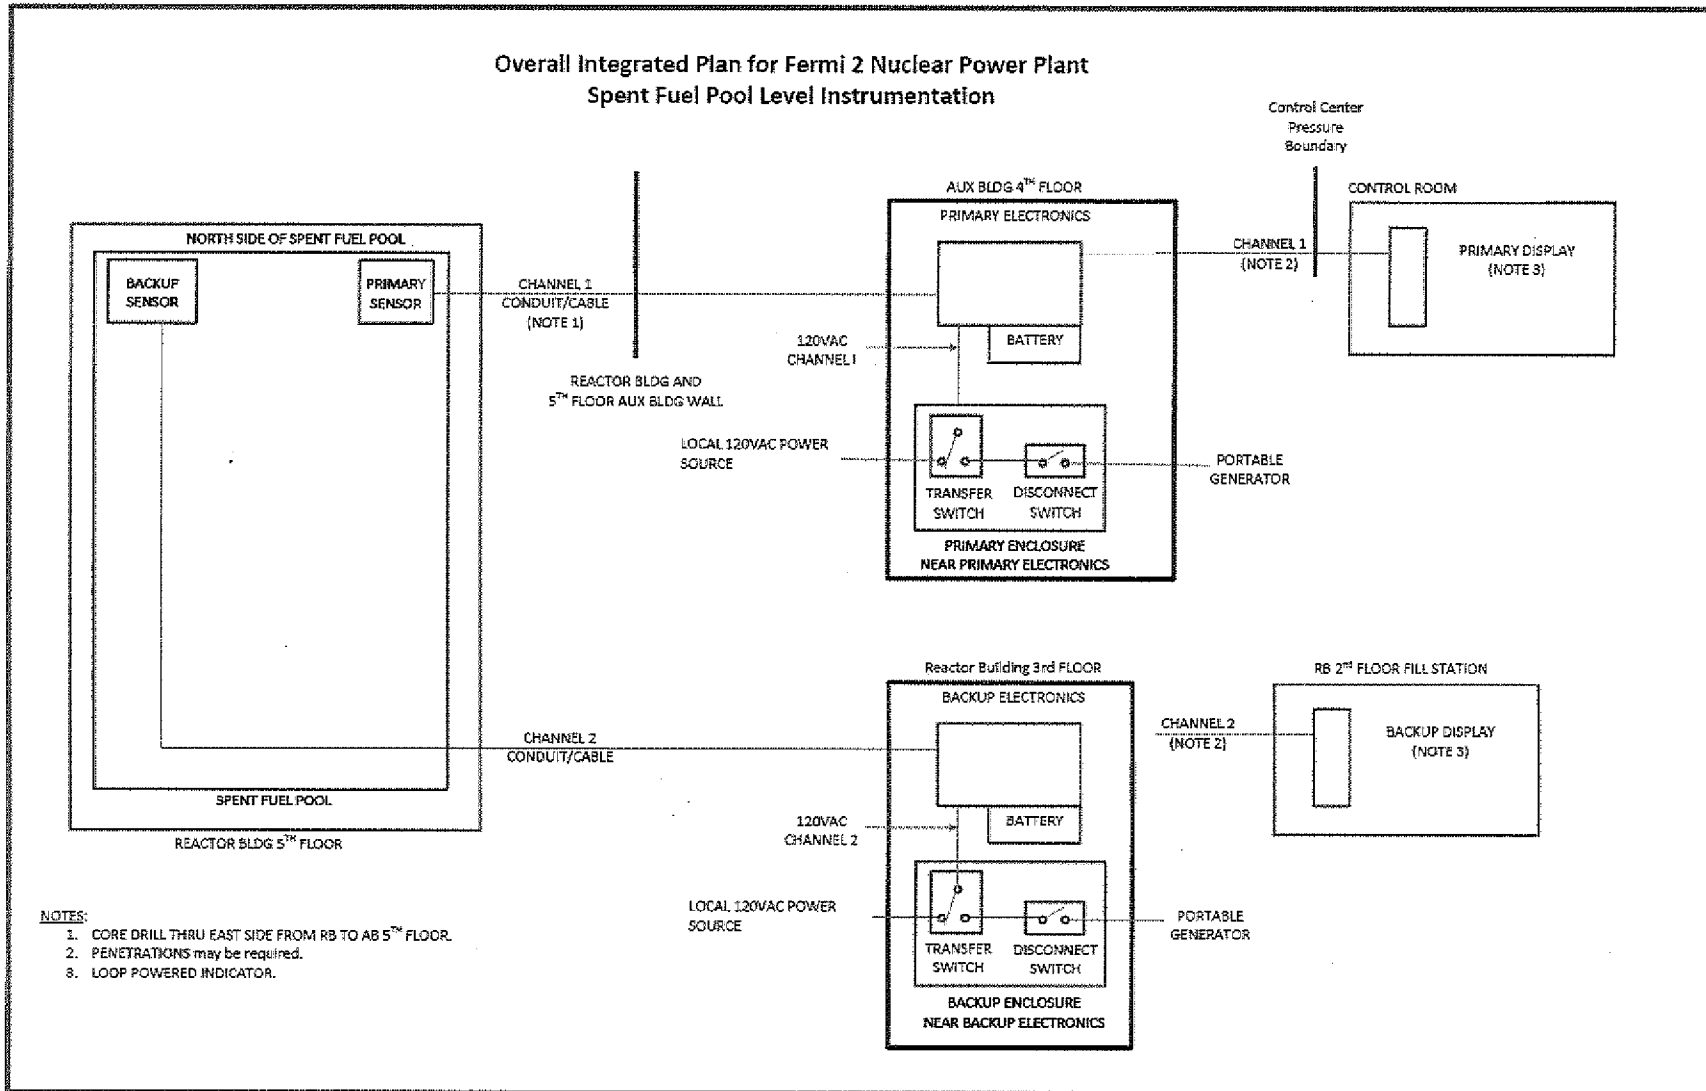 Overall Integrated Plan for Fermi 2 Nuclear Power Plant
Spent Fuel Pool Level Instrumentation
Control Center
Pressure
Boundary
AUX BLDG 4TH FLOOR
CONTROL ROOM
PRIMARY ELECTRONICS
NORTH SIDE OF SPENT FUEL POOL
CHANNEL 1
(NOTE 2)
PRIMARY DISPLAY
(NOTE 3)
BACKUP
SENSOR
PRIMARY
SENSOR
CHANNEL 1
CONDUIT/CABLE
(NOTE 1)
120VAC
CHANNEL 1
BATTERY
REACTOR BLDG AND
5TH FLOOR AUX BLDG WALL
LOCAL 120VAC POWER
SOURCE
PORTABLE
GENERATOR
TRANSFER
SWITCH
DISCONNECT
SWITCH
PRIMARY ENCLOSURE
NEAR PRIMARY ELECTRONICS
Reactor Building 3rd FLOOR
RB 2nd FLOOR FILL STATION
BACKUP ELECTRONICS
CHANNEL 2
(NOTE 2)
BACKUP DISPLAY
(NOTE 3)
CHANNEL 2
CONDUIT/CABLE
SPENT FUEL POOL
REACTOR BLDG 5TH FLOOR
120VAC
CHANNEL 2
BATTERY
LOCAL 120VAC POWER
SOURCE
PORTABLE
GENERATOR
TRANSFER
SWITCH
DISCONNECT
SWITCH
BACKUP ENCLOSURE
NEAR BACKUP ELECTRONICS
NOTES:
1. CORE DRILL THRU EAST SIDE FROM RB TO AB 5TH FLOOR.
2. PENETRATIONS may be required.
3. LOOP POWERED INDICATOR.